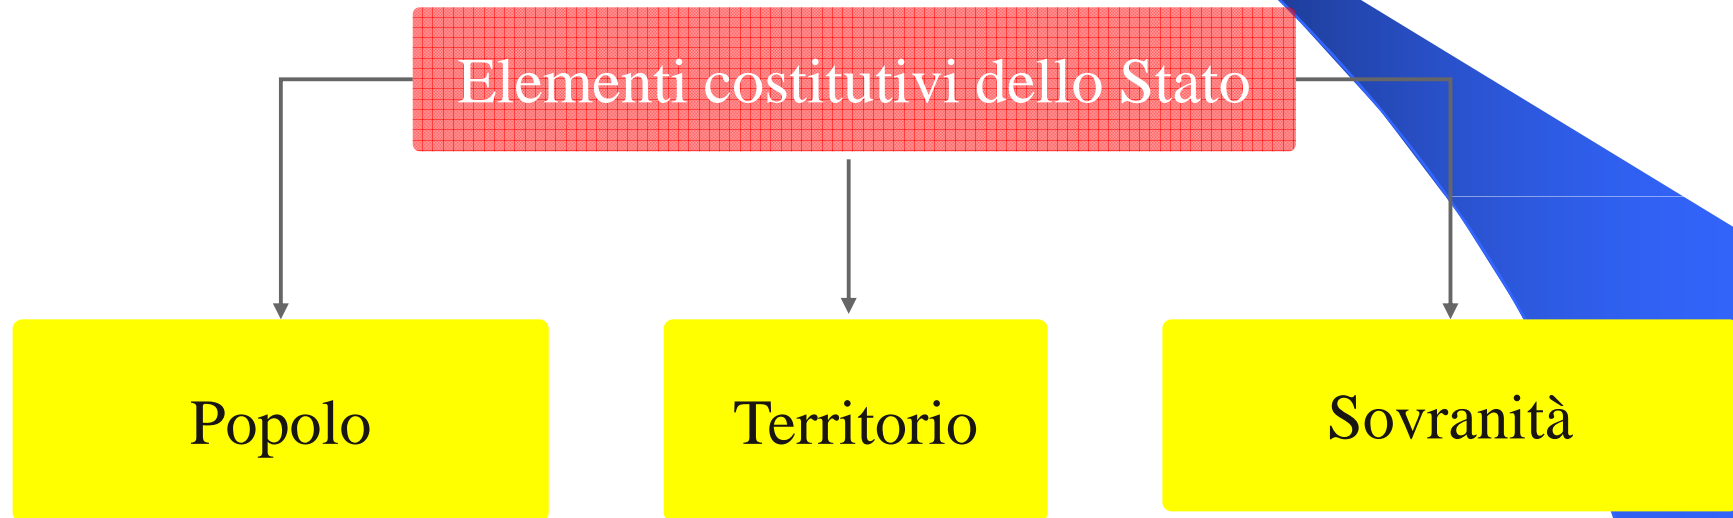 Elementi costitutivi dello Stato
Popolo
Territorio
Sovranità